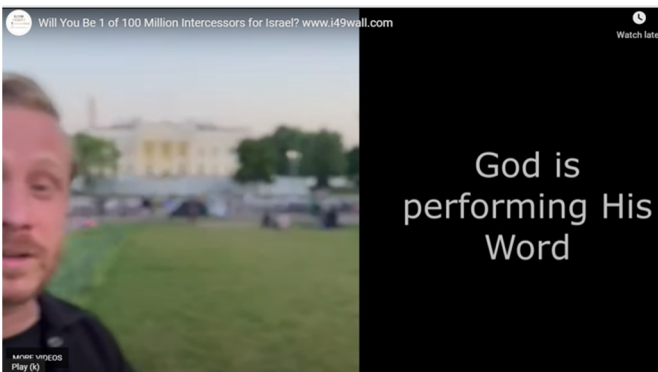 Will You Be 1 of 100 Million Intercessors for Israel? www.i49wall.com
Watch late
God is
performing His
Word
MORE VIDEOS
Play (k)